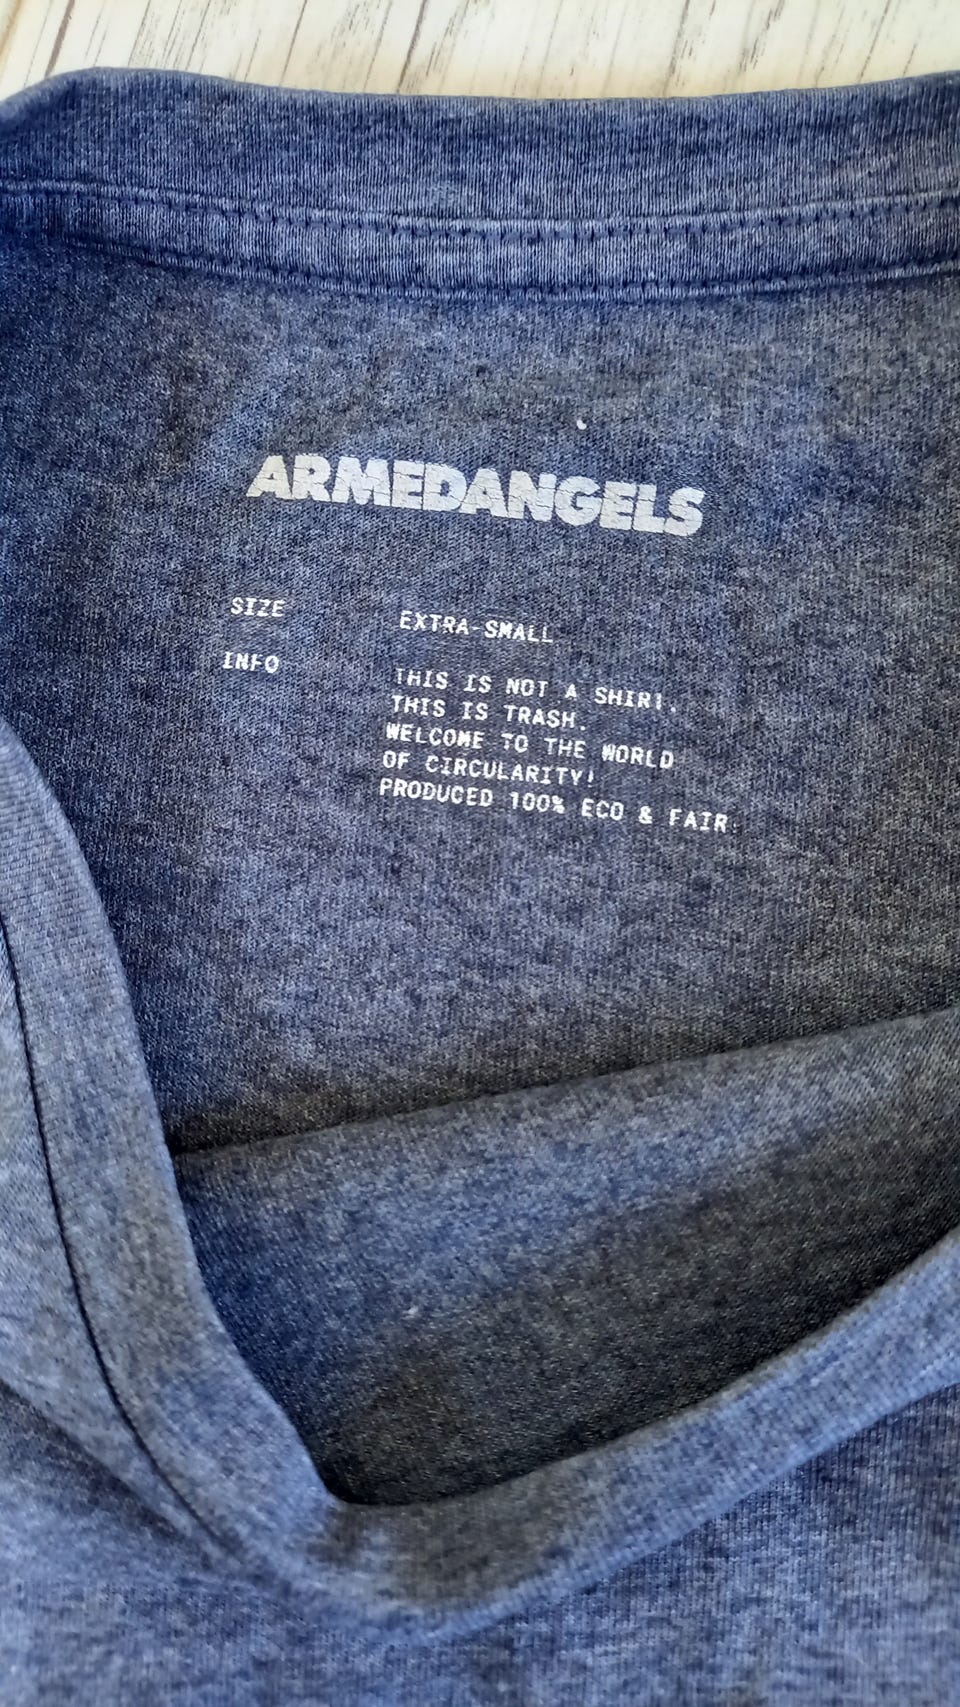 ARMEDANGELS
SIZE EXTRA-SMALL
INFO THIS IS NOT A SHIRT.
THIS IS TRASH.
WELCOME TO THE WORLD
OF CIRCULARITY!
PRODUCED 100% ECO & FAIR.